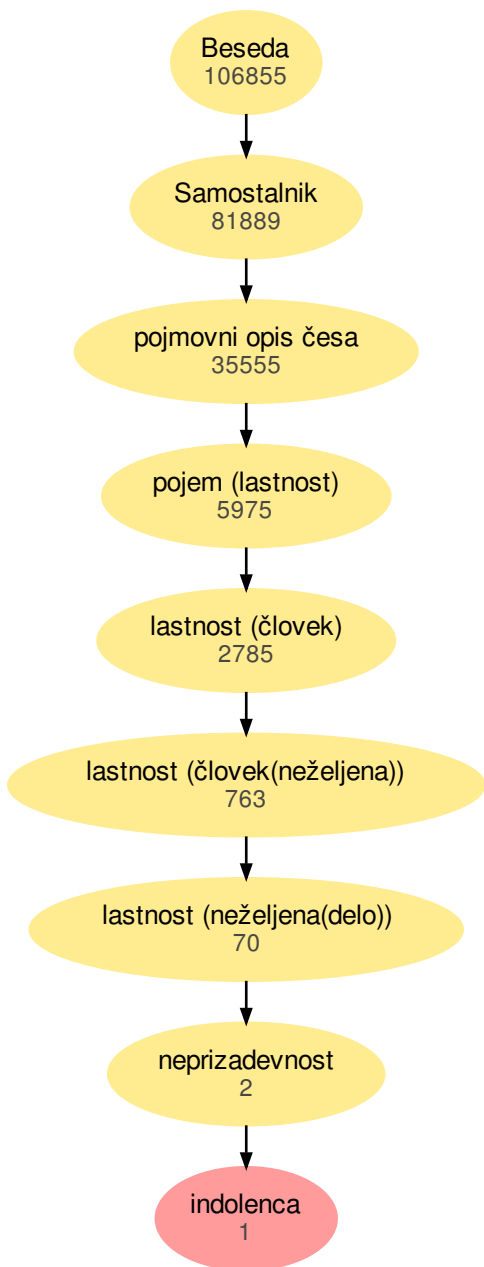 Beseda
106855
Samostalnik
81889
pojmovni opis česa
35555
pojem (lastnost)
5975
lastnost (človek)
2785
lastnost (človek(neželjena))
763
lastnost (neželjena(delo))
70
neprizadevnost
2
indolenca
1